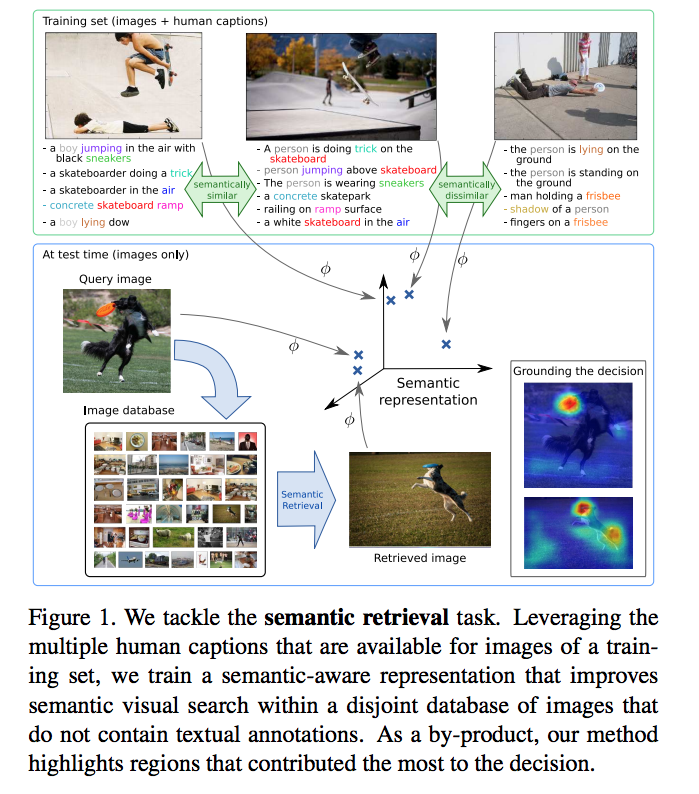 Training set (images + human captions)
- a boy jumping in the air with
black sneakers
- a skateboarder doing a trick
- a skateboarder in the air
- concrete skateboard ramp
- a boy lying dow
semantically
similar
- A person is doing trick on the
skateboard
- person jumping above skateboard
- The person is wearing sneakers
- a concrete skatepark
- railing on ramp surface
- a white skateboard in the air
semantically
dissimilar
- the person is lying on the
ground
- the person is standing on
the ground
- man holding a frisbee
- shadow of a person
- fingers on a frisbee
At test time (images only)
Query image
ϕ
ϕ
ϕ
ϕ
ϕ
Semantic
representation
Image database
Semantic
Retrieval
Retrieved image
Grounding the decision
Figure 1. We tackle the semantic retrieval task. Leveraging the
multiple human captions that are available for images of a train-
ing set, we train a semantic-aware representation that improves
semantic visual search within a disjoint database of images that
do not contain textual annotations. As a by-product, our method
highlights regions that contributed the most to the decision.